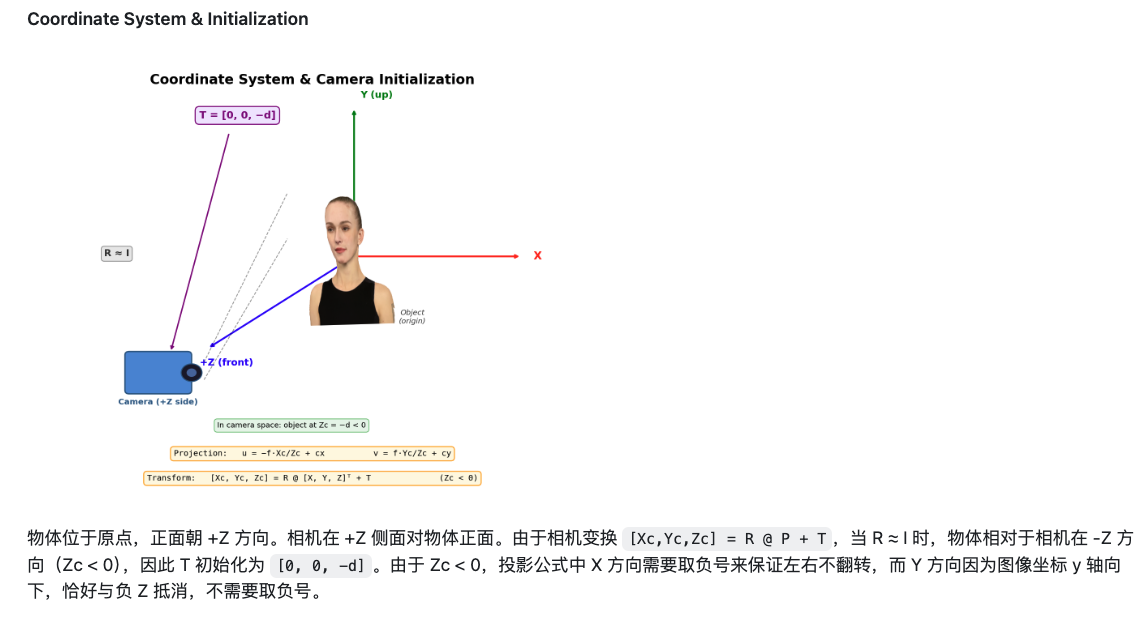 Coordinate System & Initialization
Coordinate System & Camera Initialization
Y (up)
T = [0, 0, −d]
R ≈ I
X
Object
(origin)
+Z (front)
Camera (+Z side)
In camera space: object at Zc = −d < 0
Projection: u = −f·Xc/Zc + cx v = f·Yc/Zc + cy
Transform: [Xc, Yc, Zc] = R @ [X, Y, Z]ᵀ + T (Zc < 0)
物体位于原点，正面朝 +Z 方向。相机在 +Z 侧面对物体正面。由于相机变换 [Xc,Yc,Zc] = R @ P + T，当 R ≈ I 时，物体相对于相机在 -Z 方
向（Zc < 0），因此 T 初始化为 [0, 0, −d]。由于 Zc < 0，投影公式中 X 方向需要取负号来保证左右不翻转，而 Y 方向因为图像坐标 y 轴向
下，恰好与负 Z 抵消，不需要取负号。